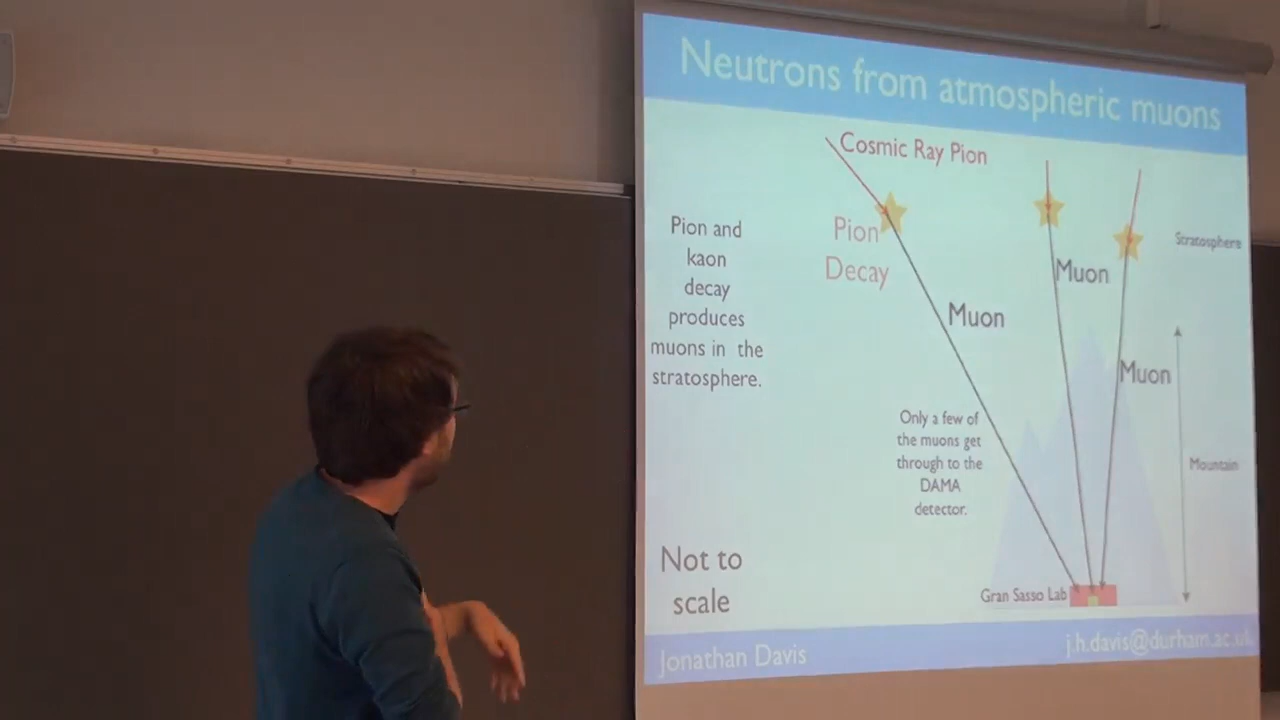 Neutrons from atmospheric muons
Cosmic Ray Pion
Pion and
kaon
decay
produces
muons in the
stratosphere.
Pion
Decay
Stratosphere
Muon
Muon
Muon
Only a few of
the muons get
through to the
DAMA
detector.
Mountain
Not to
scale
Gran Sasso Lab
Jonathan Davis
j.h.davis@durham.ac.uk